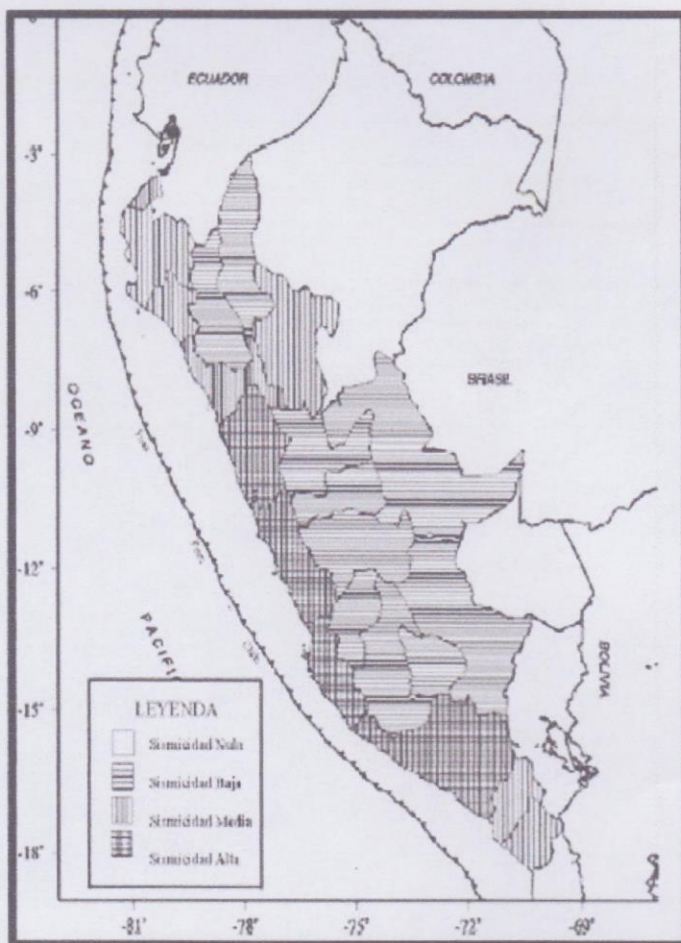 0
ECUADOR
COLOMBIA
-3°
-6°
BRASIL
OCEANO
-9°
-12°
PACIFI
BOLIVIA
-15°
LEYENDA
Sismicidad Nula
Sismicidad Baja
Sismicidad Media
Sismicidad Alta
-18°
-81° -78° -75° -72° -69°